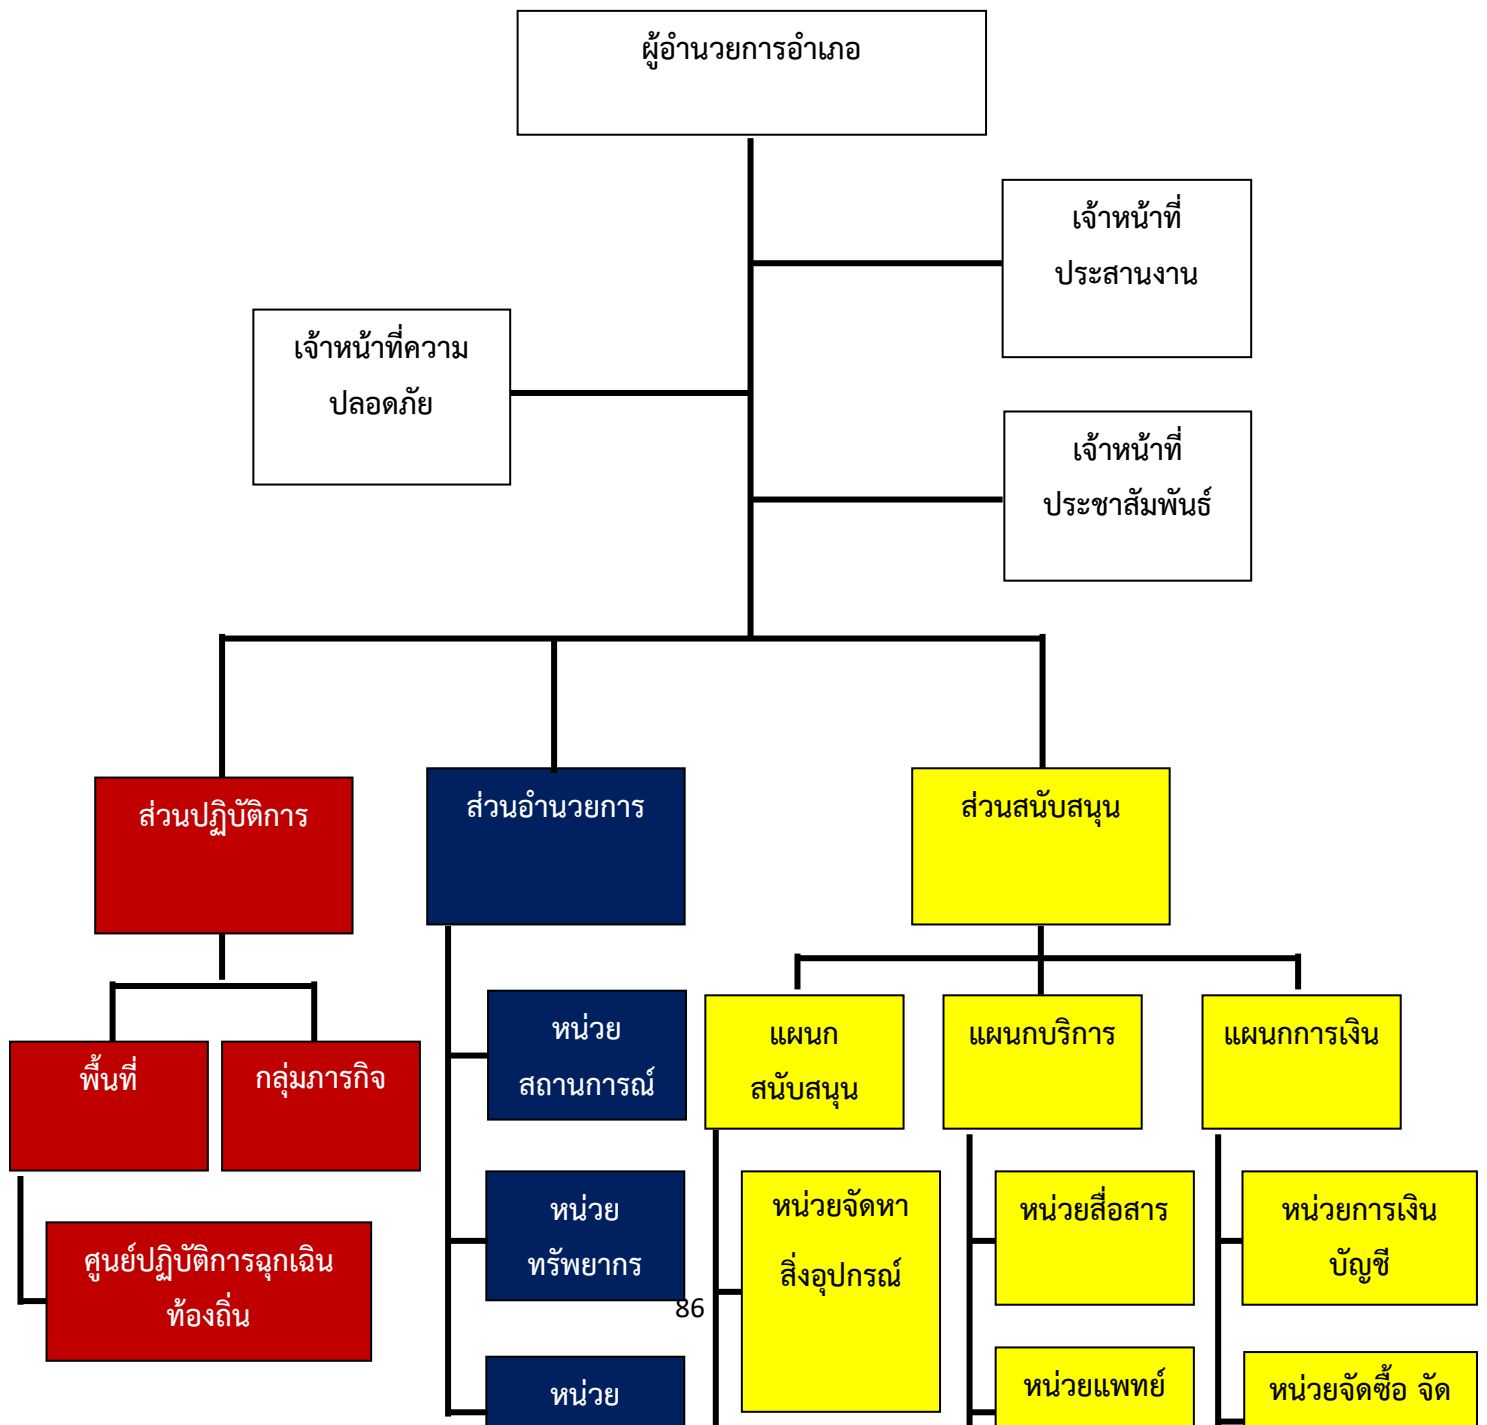 ผู้อำนวยการอำเภอ
เจ้าหน้าที่
ประสานงาน
เจ้าหน้าที่ความ
ปลอดภัย
เจ้าหน้าที่
ประชาสัมพันธ์
ส่วนปฏิบัติการ
ส่วนอำนวยการ
ส่วนสนับสนุน
พื้นที่
กลุ่มภารกิจ
ศูนย์ปฏิบัติการฉุกเฉิน
ท้องถิ่น
หน่วย
สถานการณ์
หน่วย
ทรัพยากร
หน่วย
แผนก
สนับสนุน
หน่วยจัดหา
สิ่งอุปกรณ์
แผนกบริการ
หน่วยสื่อสาร
หน่วยแพทย์
แผนกการเงิน
หน่วยการเงิน
บัญชี
หน่วยจัดซื้อ จัด
86